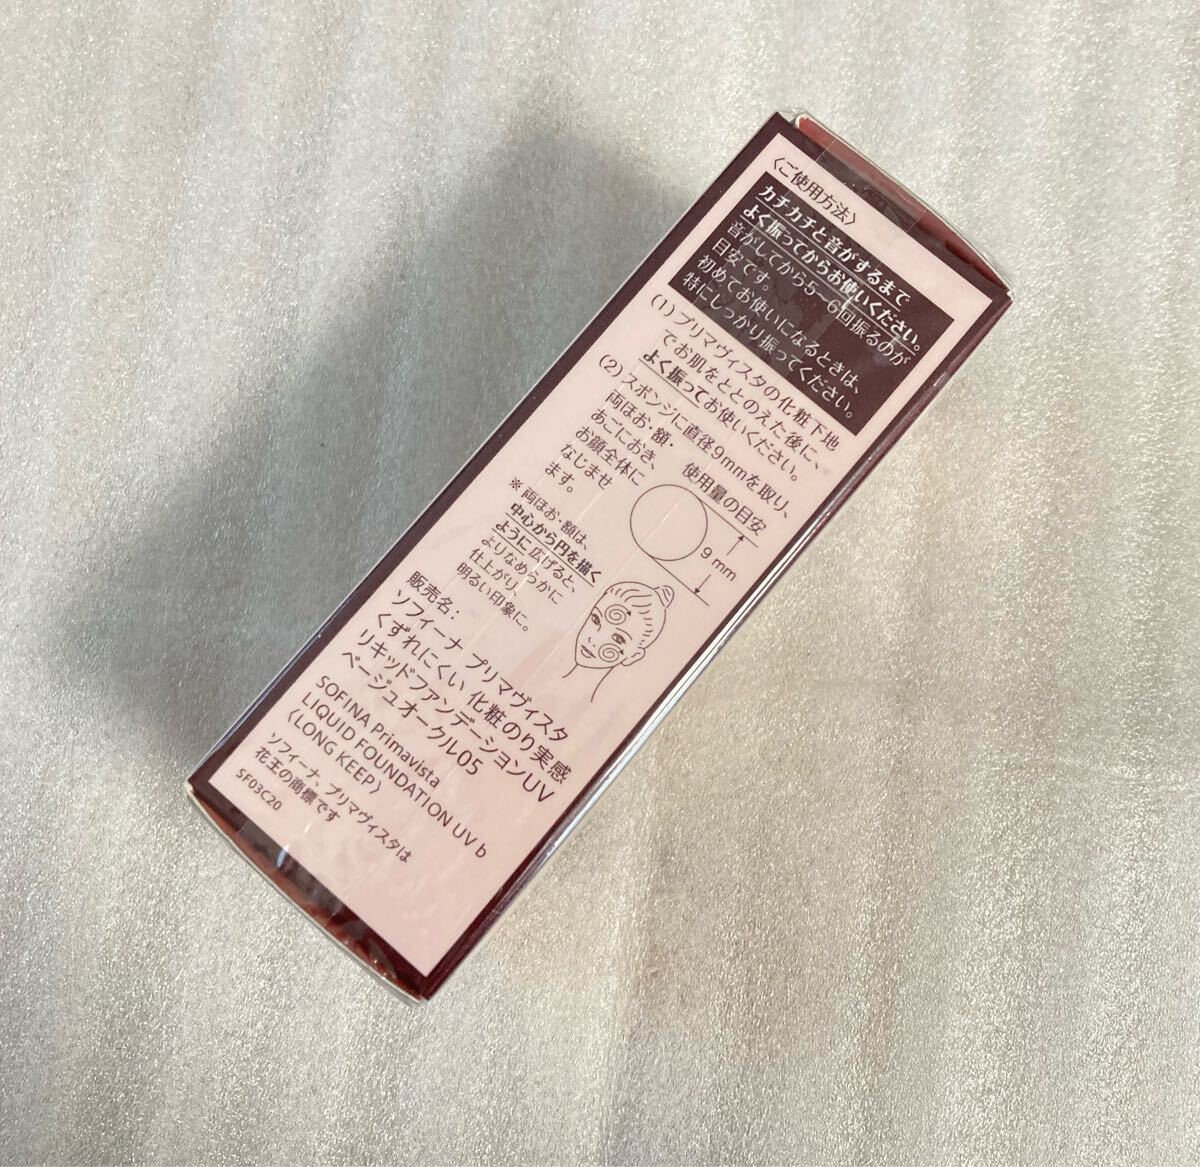 〈ご使用方法〉
カチカチと音がするまで
よく振ってからお使いください。
音がしてから5〜6回振るのが
目安です。
初めてお使いになるときは、
特にしっかり振ってください。
(1) プリマヴィスタの化粧下地
でお肌をととのえた後に、
よく振ってお使いください。
(2) スポンジに直径9mmを取り、
両ほお・額・
あごにおき、
お顔全体に
なじませ
ます。
使用量の目安
9mm
※ 両ほお・額は、
中心から円を描く
ように広げると、
よりなめらかに
仕上がり、
明るい印象に。
販売名：
ソフィーナ プリマヴィスタ
くずれにくい 化粧のり実感
リキッドファンデーションUV
ベージュオークル05
SOFINA Primavista
LIQUID FOUNDATION UV b
〈LONG KEEP〉
ソフィーナ、プリマヴィスタは
花王の商標です
SF03C20